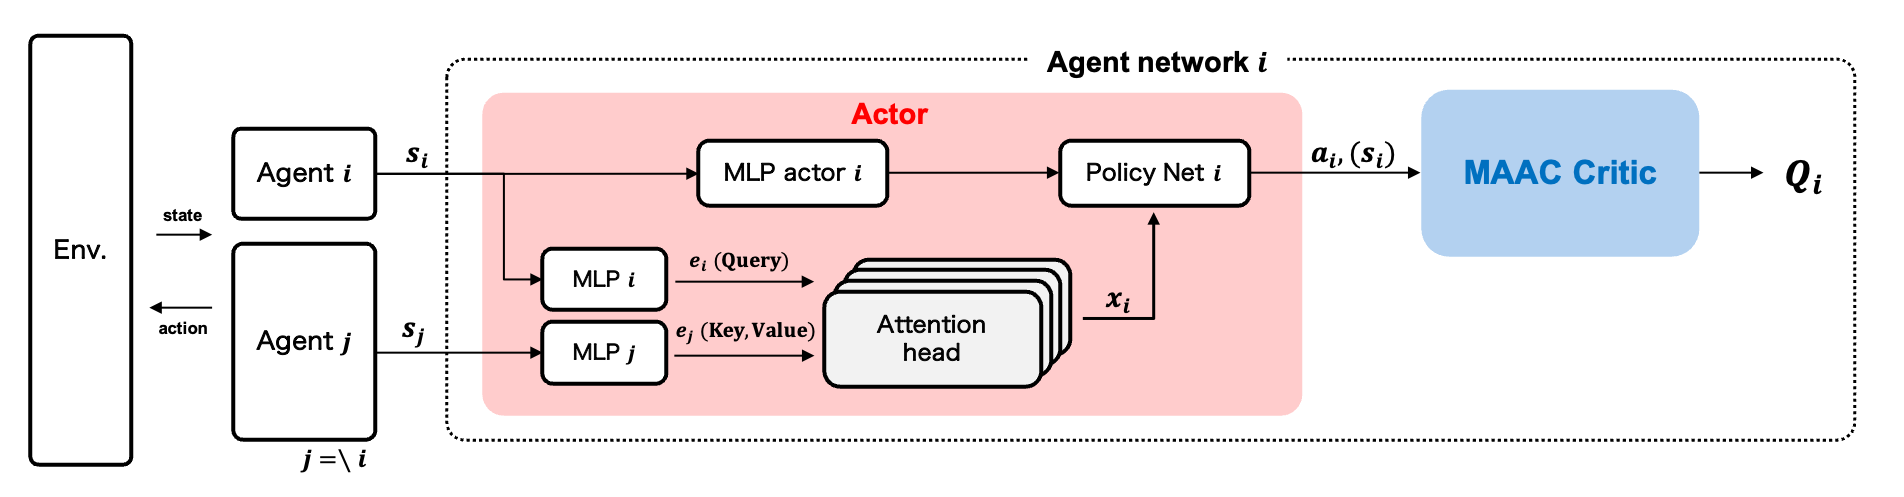 Agent network i
Actor
Env.
state
action
Agent i
Agent j
j =\ i
s_i
s_j
MLP actor i
Policy Net i
MLP i
MLP j
e_i (Query)
e_j (Key, Value)
Attention
head
x_i
a_i, (s_i)
MAAC Critic
Q_i